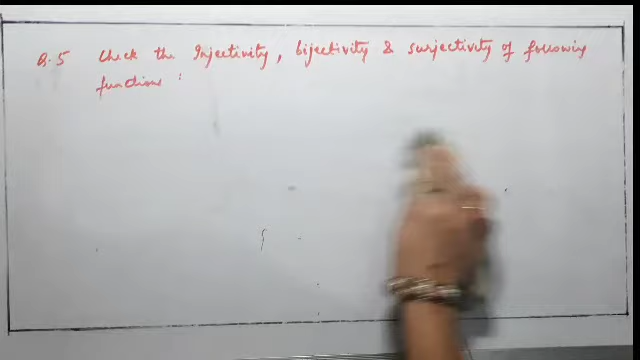 Q.5 Check the Injectivity, bijectivity & surjectivity of following
functions :